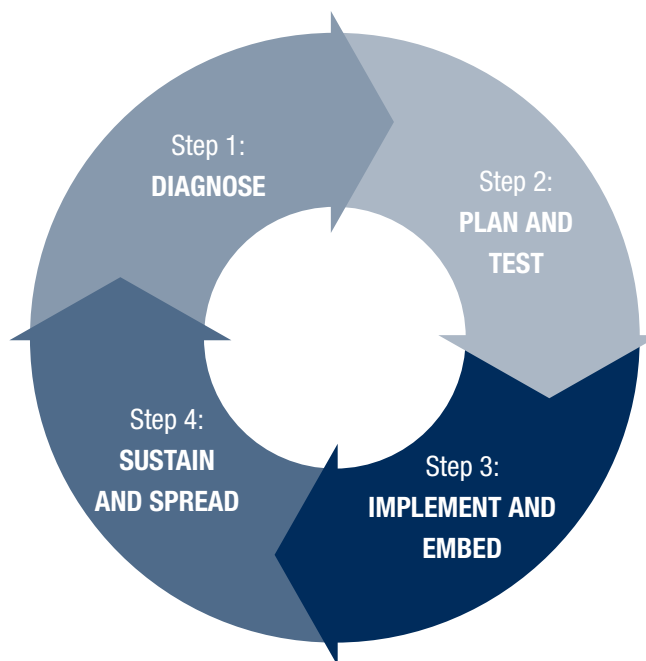 Step 1:
DIAGNOSE
Step 2:
PLAN AND
TEST
Step 3:
IMPLEMENT AND
EMBED
Step 4:
SUSTAIN
AND SPREAD